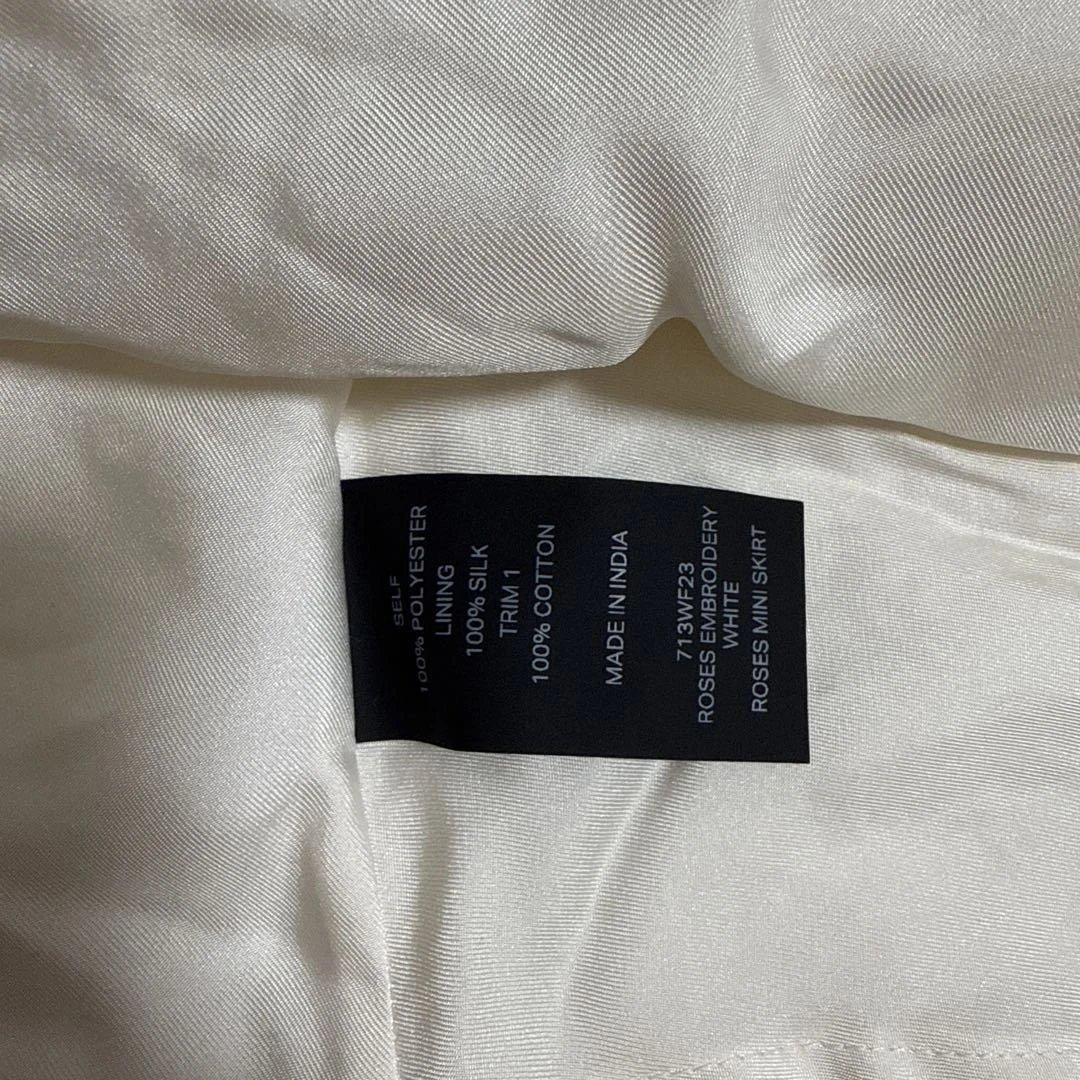 SELF
100% POLYESTER
LINING
100% SILK
TRIM 1
100% COTTON
MADE IN INDIA
713WF23
ROSES EMBROIDERY
WHITE
ROSES MINI SKIRT